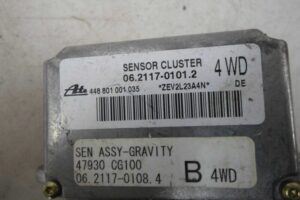 SENSOR CLUSTER
06.2117-0101.2 4WD
Ate 446 801 001 035 *ZEV2L23A4N* DE
SEN ASSY-GRAVITY
47930 CG100
06.2117-0108.4 B 4WD